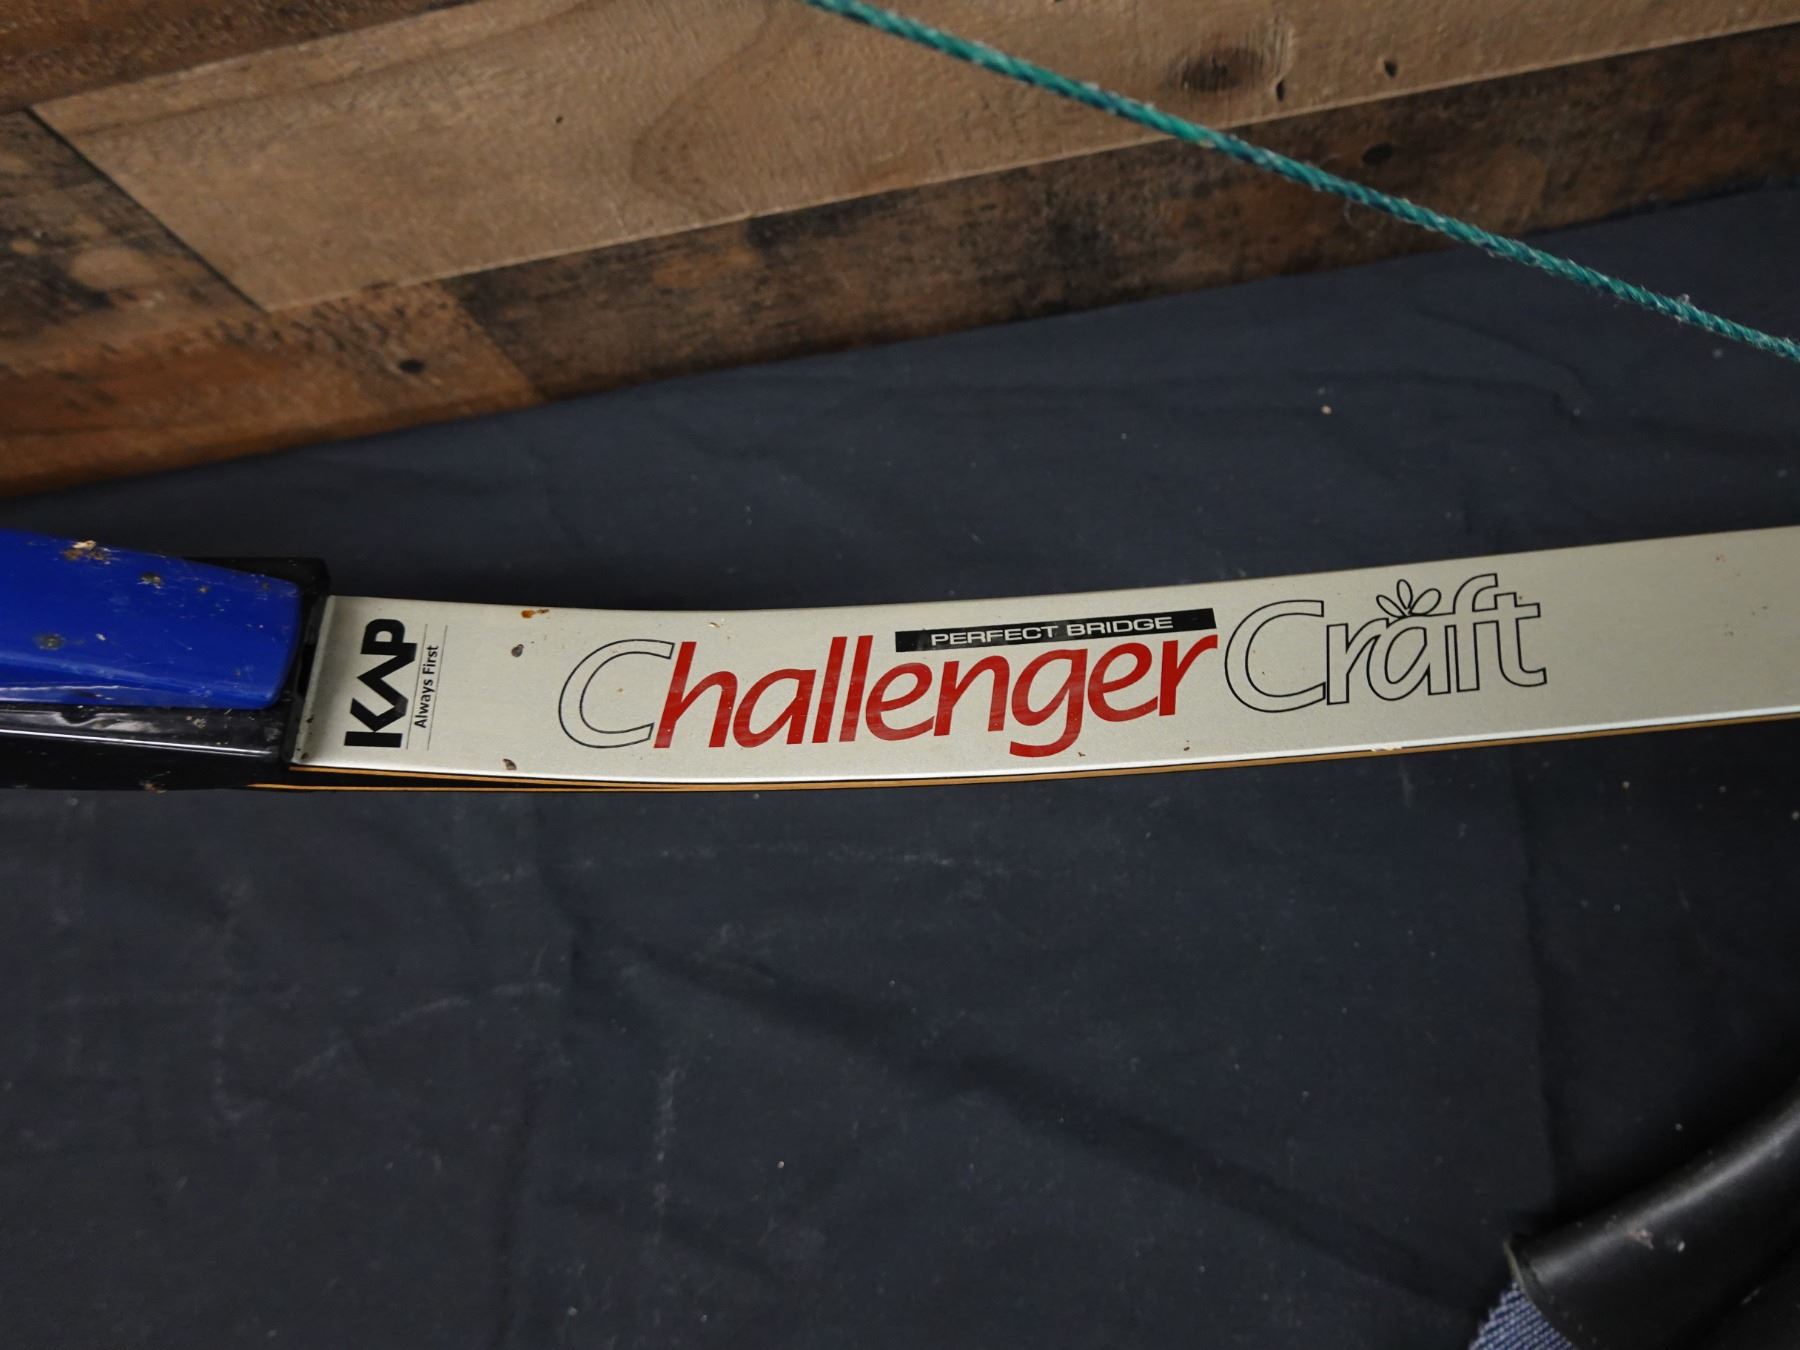 KAP
Always First
PERFECT BRIDGE
ChallengerCraft